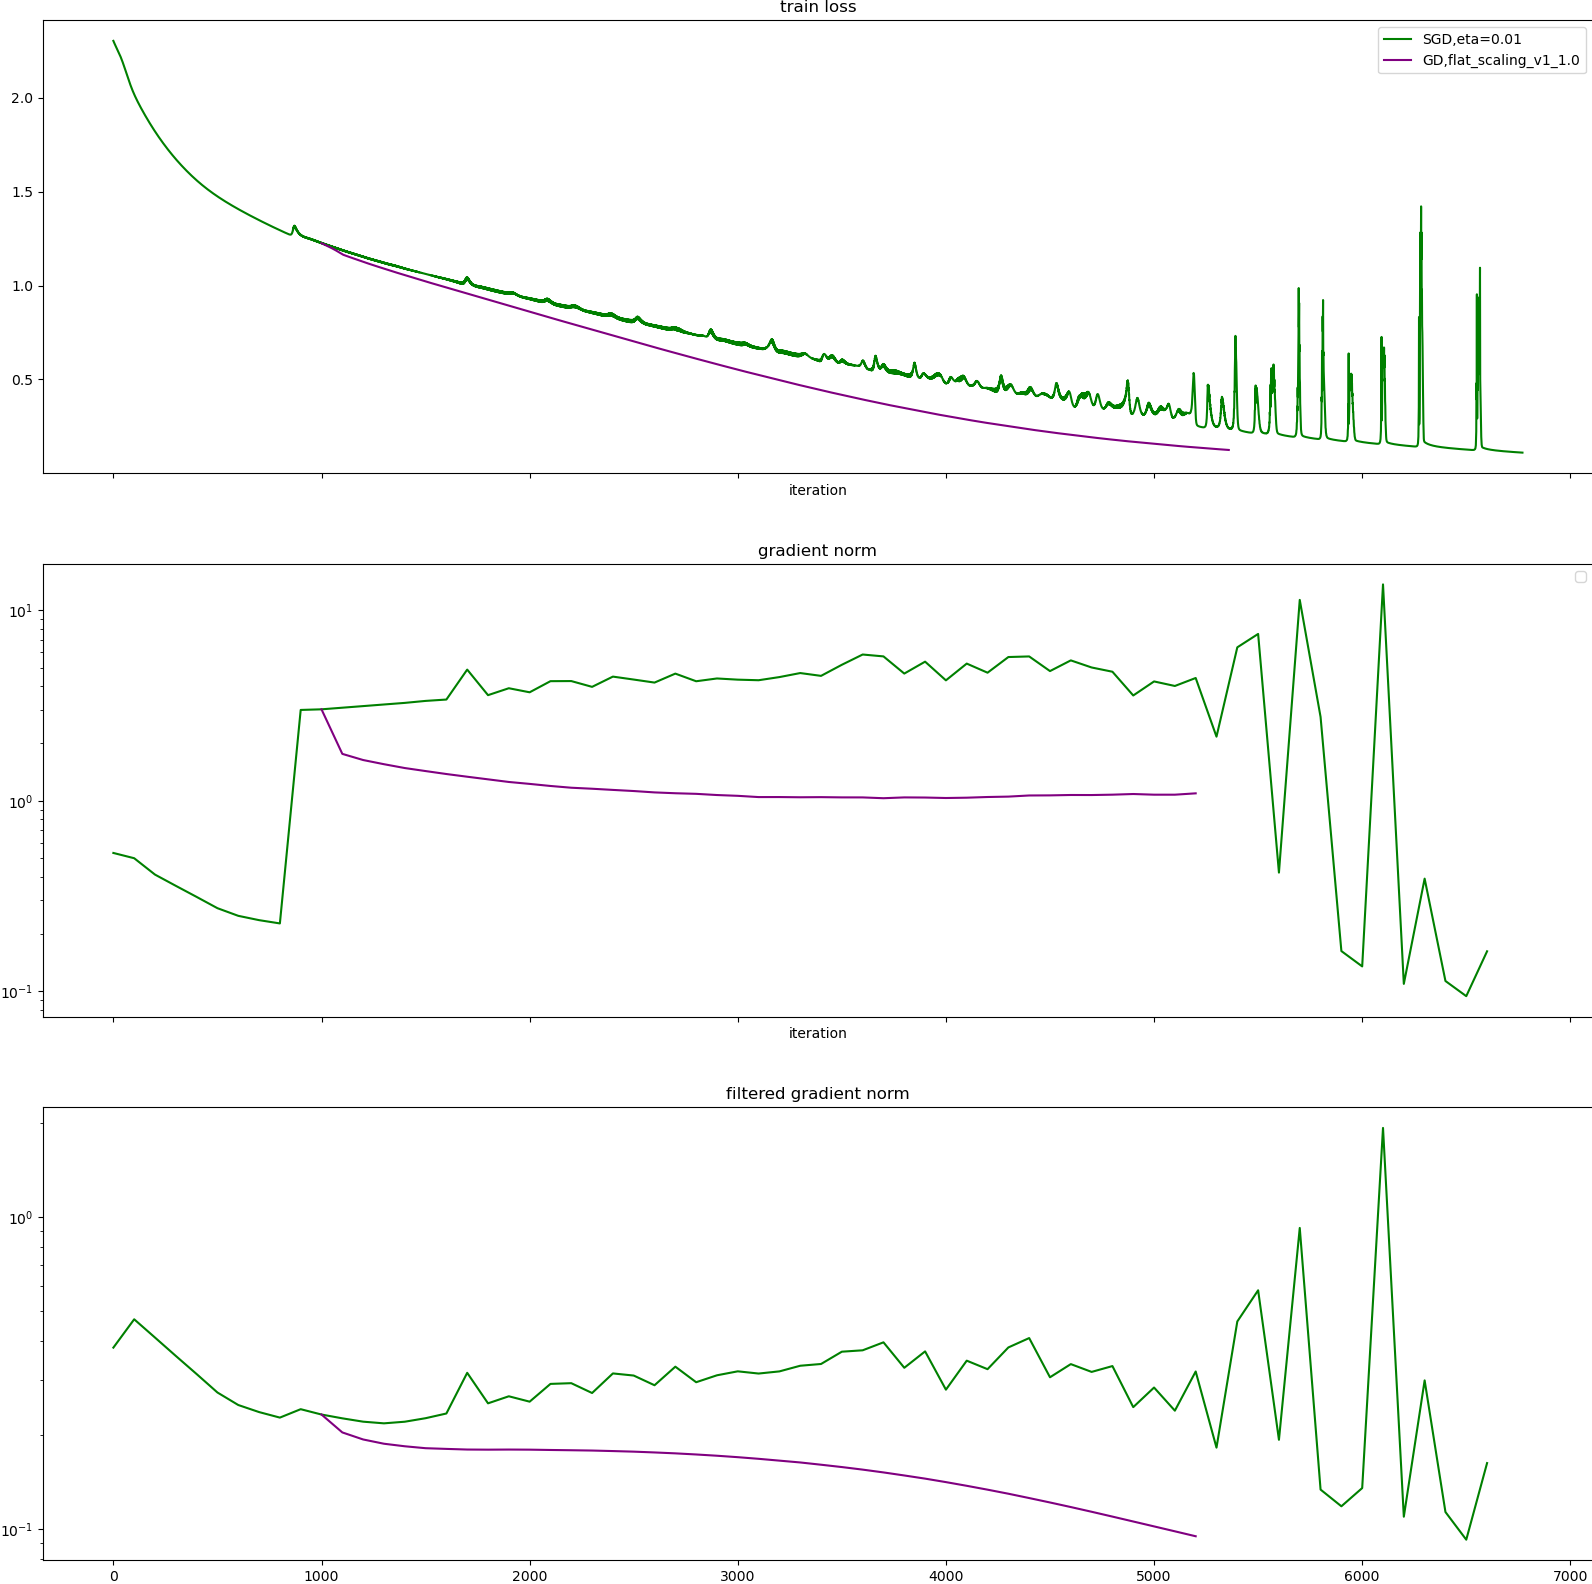 train loss
SGD,eta=0.01
GD,flat_scaling_v1_1.0
2.0
1.5
1.0
0.5
iteration
gradient norm
10¹
10⁰
10⁻¹
iteration
filtered gradient norm
10⁰
10⁻¹
0 1000 2000 3000 4000 5000 6000 7000